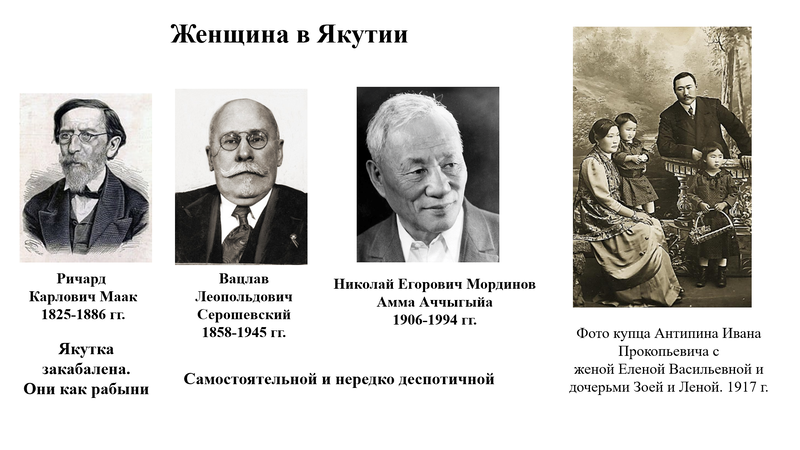 Женщина в Якутии
Ричард
Карлович Маак
1825-1886 гг.
Якутка
закабалена.
Они как рабыни
Вацлав
Леопольдович
Серошевский
1858-1945 гг.
Николай Егорович Мординов
Амма Аччыгыйа
1906-1994 гг.
Самостоятельной и нередко деспотичной
Фото купца Антипина Ивана
Прокопьевича с
женой Еленой Васильевной и
дочерьми Зоей и Леной. 1917 г.